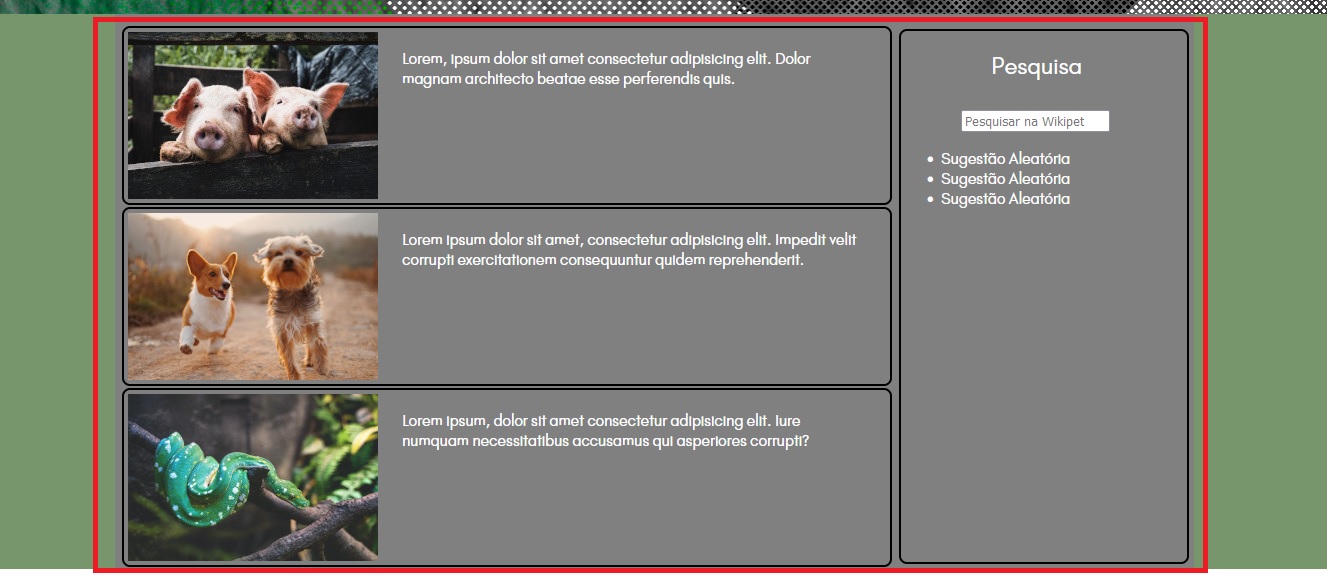 Lorem, ipsum dolor sit amet consectetur adipisicing elit. Dolor
magnam architecto beatae esse perferendis quis.
Lorem ipsum dolor sit amet, consectetur adipisicing elit. Impedit velit
corrupti exercitationem consequuntur quidem reprehenderit.
Lorem ipsum, dolor sit amet consectetur adipisicing elit. Iure
numquam necessitatibus accusamus qui asperiores corrupti?
Pesquisa
Pesquisar na Wikipet
• Sugestão Aleatória
• Sugestão Aleatória
• Sugestão Aleatória